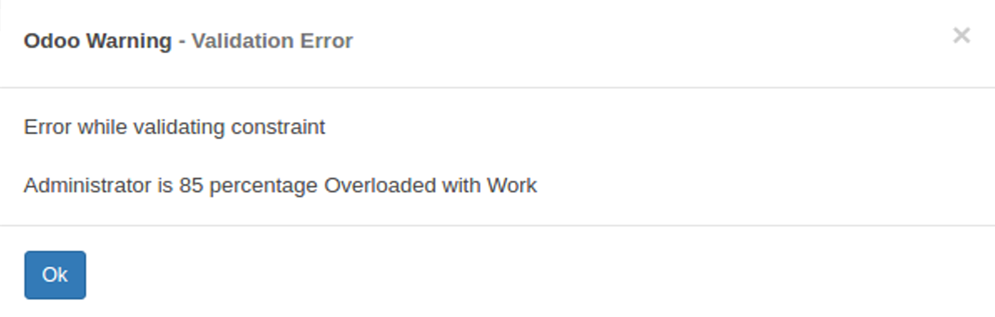 Odoo Warning - Validation Error
×
Error while validating constraint
Administrator is 85 percentage Overloaded with Work
Ok